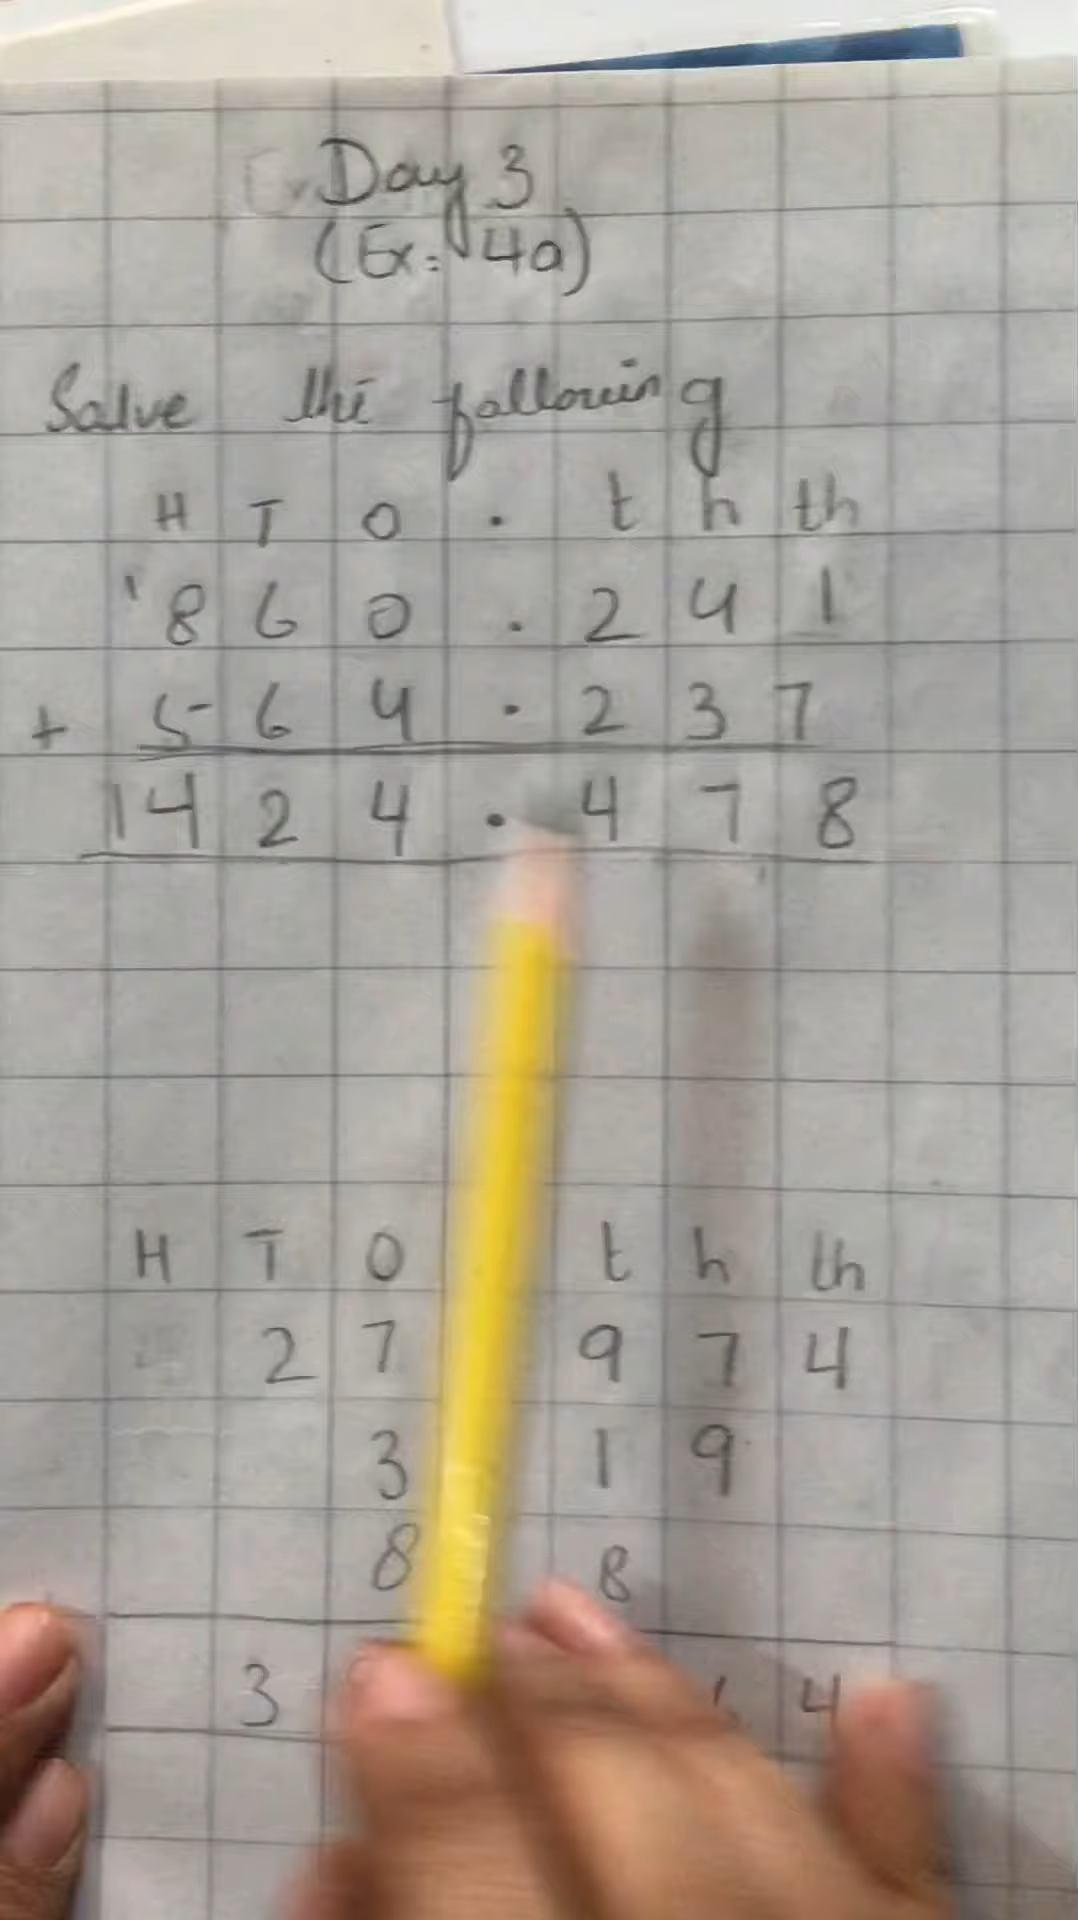 Day 3
(Ex: 4a)
Solve the following
H T O . t h th
1
8 6 0 . 2 4 1
+ 5 6 4 . 2 3 7
14 2 4 . 4 7 8
H T O t h th
2 7 9 7 4
3 1 9
8 8
3 4